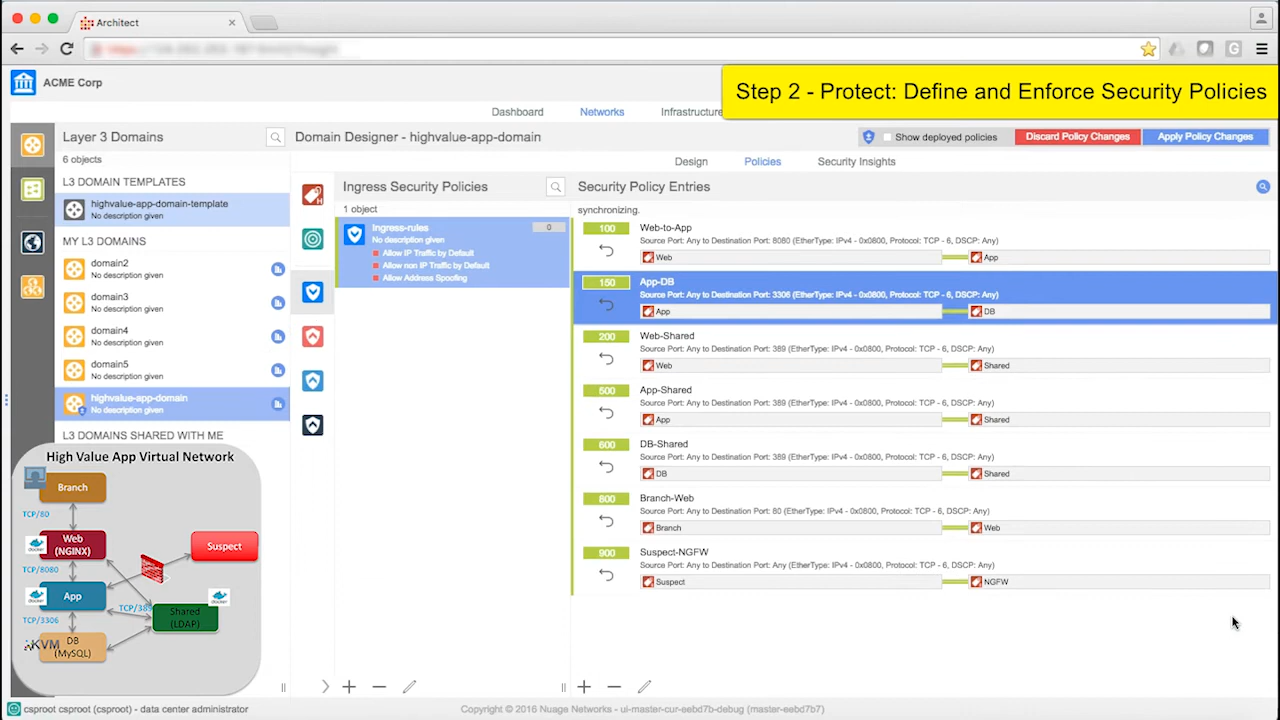 Architect
ACME Corp
Step 2 - Protect: Define and Enforce Security Policies
Dashboard
Networks
Infrastructure
Layer 3 Domains
Domain Designer - highvalue-app-domain
Show deployed policies
Discard Policy Changes
Apply Policy Changes
6 objects
Design
Policies
Security Insights
L3 DOMAIN TEMPLATES
highvalue-app-domain-template
No description given
MY L3 DOMAINS
domain2
No description given
domain3
No description given
domain4
No description given
domain5
No description given
highvalue-app-domain
No description given
L3 DOMAINS SHARED WITH ME
Ingress Security Policies
1 object
Ingress-rules
0
No description given
Allow IP Traffic by Default
Allow non IP Traffic by Default
Allow Address Spoofing
Security Policy Entries
synchronizing.
100
Web-to-App
Source Port: Any to Destination Port: 8080 (EtherType: IPv4 - 0x0800, Protocol: TCP - 6, DSCP: Any)
Web
App
150
App-DB
Source Port: Any to Destination Port: 3306 (EtherType: IPv4 - 0x0800, Protocol: TCP - 6, DSCP: Any)
App
DB
200
Web-Shared
Source Port: Any to Destination Port: 389 (EtherType: IPv4 - 0x0800, Protocol: TCP - 6, DSCP: Any)
Web
Shared
500
App-Shared
Source Port: Any to Destination Port: 389 (EtherType: IPv4 - 0x0800, Protocol: TCP - 6, DSCP: Any)
App
Shared
600
DB-Shared
Source Port: Any to Destination Port: 389 (EtherType: IPv4 - 0x0800, Protocol: TCP - 6, DSCP: Any)
DB
Shared
800
Branch-Web
Source Port: Any to Destination Port: 80 (EtherType: IPv4 - 0x0800, Protocol: TCP - 6, DSCP: Any)
Branch
Web
900
Suspect-NGFW
Source Port: Any to Destination Port: Any (EtherType: IPv4 - 0x0800, Protocol: TCP - 6, DSCP: Any)
Suspect
NGFW
High Value App Virtual Network
Branch
TCP/80
Web
(NGINX)
Suspect
TCP/8080
App
TCP/389
Shared
(LDAP)
TCP/3306
KVM
DB
(MySQL)
csproot csproot (csproot) - data center administrator
Copyright © 2016 Nuage Networks - ui-master-cur-eebd7b-debug (master-eebd7b7)